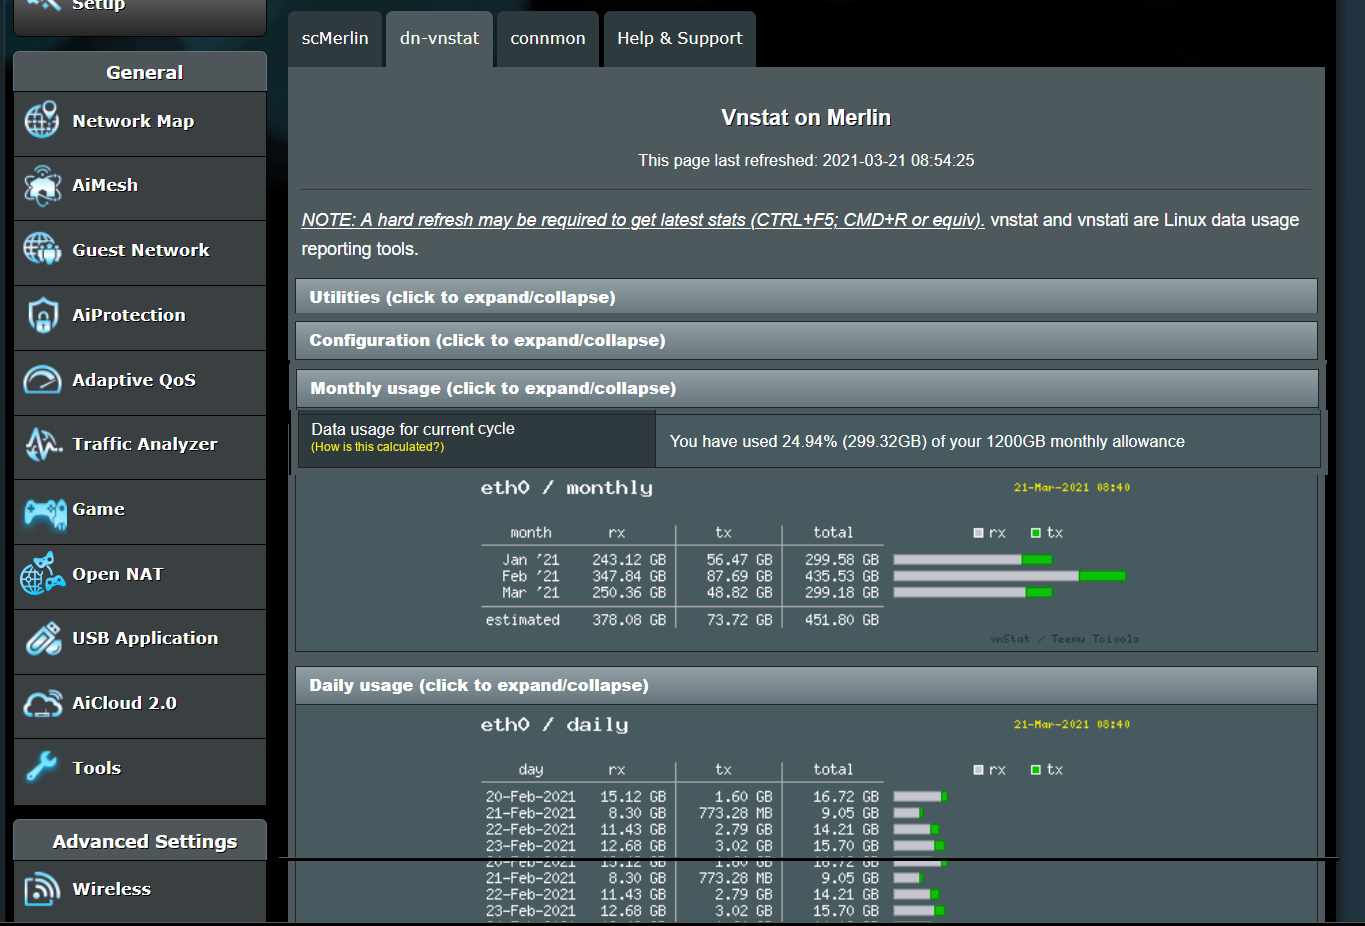 Setup
General
Network Map
AiMesh
Guest Network
AiProtection
Adaptive QoS
Traffic Analyzer
Game
Open NAT
USB Application
AiCloud 2.0
Tools
Advanced Settings
Wireless
scMerlin dn-vnstat connmon Help & Support
Vnstat on Merlin
This page last refreshed: 2021-03-21 08:54:25
NOTE: A hard refresh may be required to get latest stats (CTRL+F5; CMD+R or equiv). vnstat and vnstati are Linux data usage
reporting tools.
Utilities (click to expand/collapse)
Configuration (click to expand/collapse)
Monthly usage (click to expand/collapse)
Data usage for current cycle
(How is this calculated?)
You have used 24.94% (299.32GB) of your 1200GB monthly allowance
eth0 / monthly 21-Mar-2021 08:40
month rx tx total rx tx
Jan '21 243.12 GB 56.47 GB 299.58 GB
Feb '21 347.84 GB 87.69 GB 435.53 GB
Mar '21 250.36 GB 48.82 GB 299.18 GB
estimated 378.08 GB 73.72 GB 451.80 GB
vnStat / Teemu Toivola
Daily usage (click to expand/collapse)
eth0 / daily 21-Mar-2021 08:40
day rx tx total rx tx
20-Feb-2021 15.12 GB 1.60 GB 16.72 GB
21-Feb-2021 8.30 GB 773.28 MB 9.05 GB
22-Feb-2021 11.43 GB 2.79 GB 14.21 GB
23-Feb-2021 12.68 GB 3.02 GB 15.70 GB
20-Feb-2021 15.12 GB 1.60 GB 16.72 GB
21-Feb-2021 8.30 GB 773.28 MB 9.05 GB
22-Feb-2021 11.43 GB 2.79 GB 14.21 GB
23-Feb-2021 12.68 GB 3.02 GB 15.70 GB